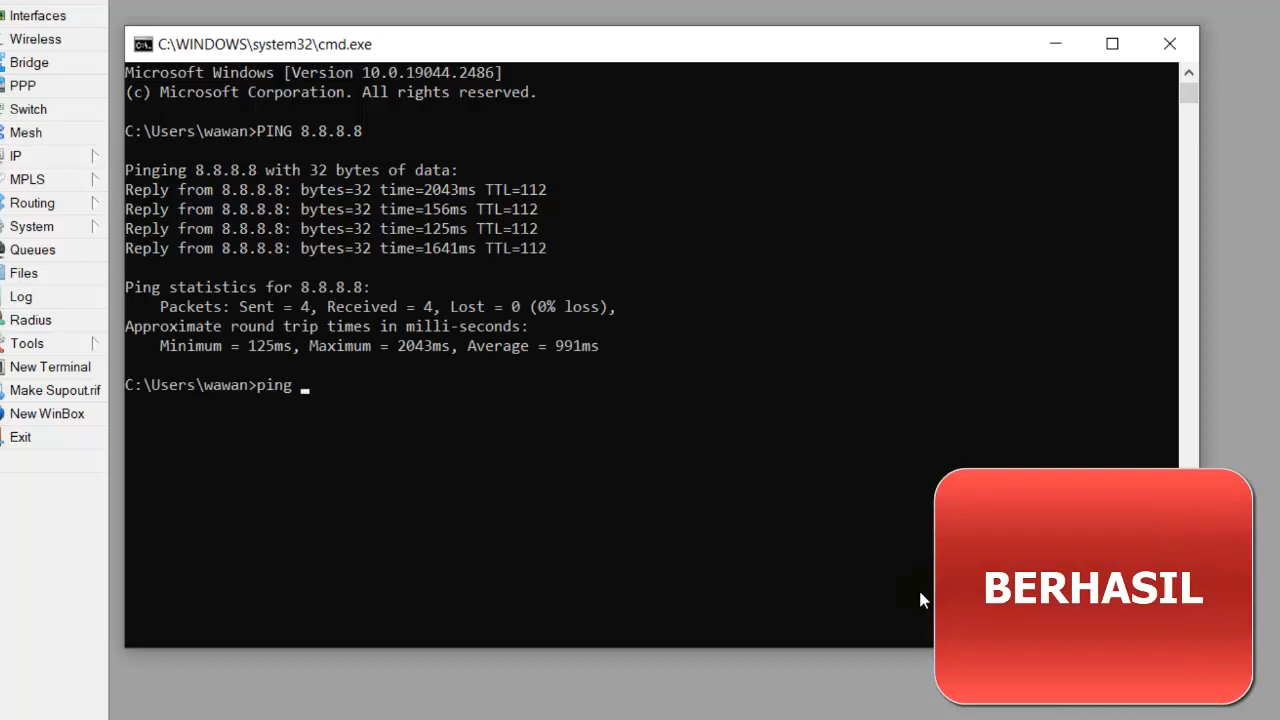 Interfaces
Wireless
Bridge
PPP
Switch
Mesh
IP
MPLS
Routing
System
Queues
Files
Log
Radius
Tools
New Terminal
Make Supout.rif
New WinBox
Exit
C:\WINDOWS\system32\cmd.exe
Microsoft Windows [Version 10.0.19044.2486]
(c) Microsoft Corporation. All rights reserved.
C:\Users\wawan>PING 8.8.8.8
Pinging 8.8.8.8 with 32 bytes of data:
Reply from 8.8.8.8: bytes=32 time=2043ms TTL=112
Reply from 8.8.8.8: bytes=32 time=156ms TTL=112
Reply from 8.8.8.8: bytes=32 time=125ms TTL=112
Reply from 8.8.8.8: bytes=32 time=1641ms TTL=112
Ping statistics for 8.8.8.8:
Packets: Sent = 4, Received = 4, Lost = 0 (0% loss),
Approximate round trip times in milli-seconds:
Minimum = 125ms, Maximum = 2043ms, Average = 991ms
C:\Users\wawan>ping _
BERHASIL